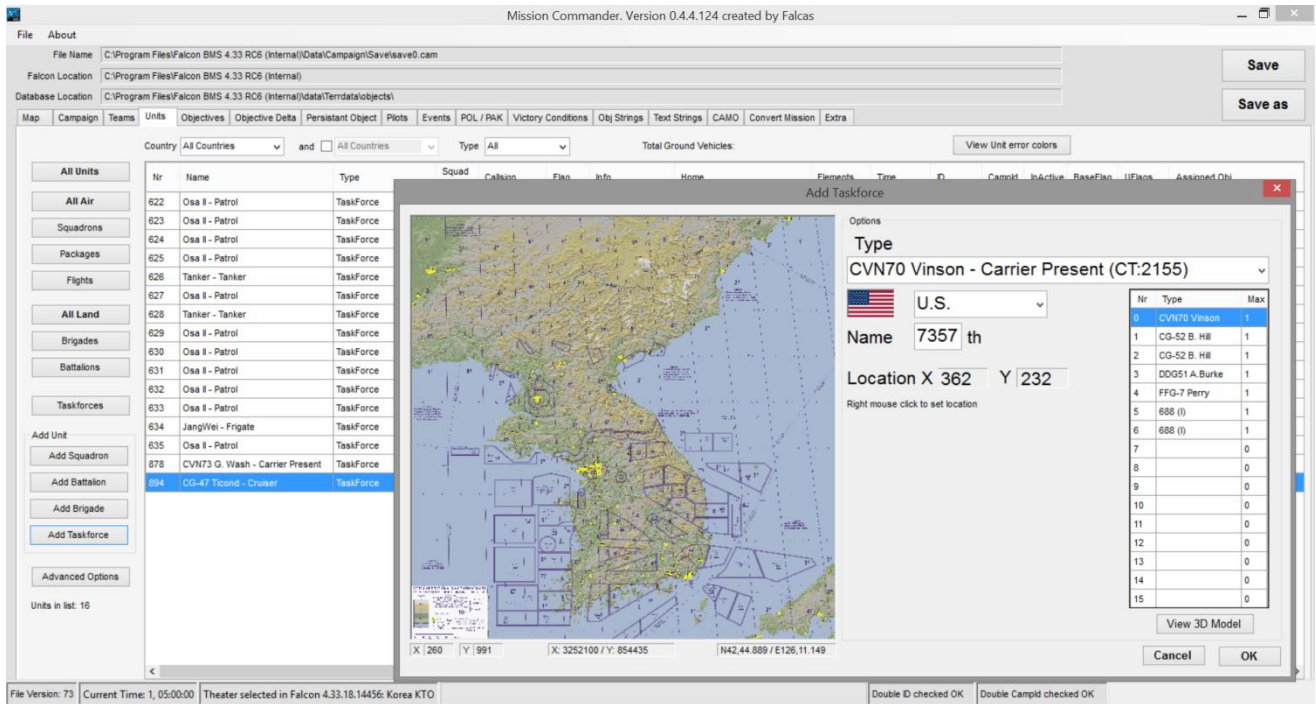 Mission Commander. Version 0.4.4.124 created by Falcas
File About
File Name C:\Program Files\Falcon BMS 4.33 RC6 (Internal)\Data\Campaign\Save\save0.cam
Save
Falcon Location C:\Program Files\Falcon BMS 4.33 RC6 (Internal)
Database Location C:\Program Files\Falcon BMS 4.33 RC6 (Internal)\data\Terrdata\objects\
Save as
Map Campaign Teams Units Objectives Objective Delta Persistant Object Pilots Events POL / PAK Victory Conditions Obj Strings Text Strings CAMO Convert Mission Extra
Country All Countries and All Countries Type All Total Ground Vehicles: View Unit error colors
All Units
All Air
Squadrons
Packages
Flights
All Land
Brigades
Battalions
Taskforces
Add Unit
Add Squadron
Add Battalion
Add Brigade
Add Taskforce
Advanced Options
Units in list: 16
Nr Name Type Squad Callsign Flag Info Home Elements Time ID CampId InActive BaseFlag UFlags Assigned Obj
622 Osa II - Patrol TaskForce
623 Osa II - Patrol TaskForce
624 Osa II - Patrol TaskForce
625 Osa II - Patrol TaskForce
626 Tanker - Tanker TaskForce
627 Osa II - Patrol TaskForce
628 Tanker - Tanker TaskForce
629 Osa II - Patrol TaskForce
630 Osa II - Patrol TaskForce
631 Osa II - Patrol TaskForce
632 Osa II - Patrol TaskForce
633 Osa II - Patrol TaskForce
634 JangWei - Frigate TaskForce
635 Osa II - Patrol TaskForce
878 CVN73 G. Wash - Carrier Present TaskForce
894 CG-47 Ticond - Cruiser TaskForce
Add Taskforce
Options
Type
CVN70 Vinson - Carrier Present (CT:2155)
U.S.
Name 7357 th
Location X 362 Y 232
Right mouse click to set location
Nr Type Max
0 CVN70 Vinson 1
1 CG-52 B. Hill 1
2 CG-52 B. Hill 1
3 DDG51 A.Burke 1
4 FFG-7 Perry 1
5 688 (I) 1
6 688 (I) 1
7 0
8 0
9 0
10 0
11 0
12 0
13 0
14 0
15 0
View 3D Model
Cancel OK
X 260 Y 991 X: 3252100 / Y: 854435 N42,44.889 / E126,11.149
File Version: 73 Current Time: 1, 05:00:00 Theater selected in Falcon 4.33.18.14456: Korea KTO Double ID checked OK Double CampId checked OK